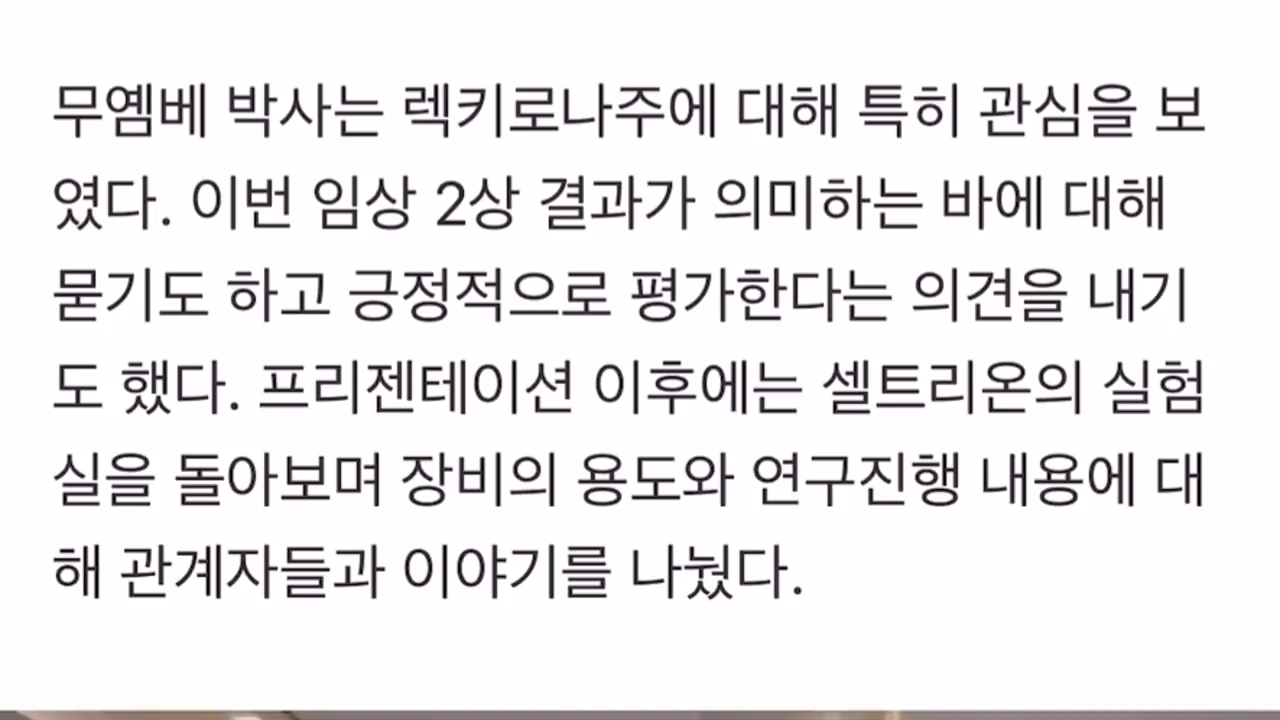 무옘베 박사는 렉키로나주에 대해 특히 관심을 보
였다. 이번 임상 2상 결과가 의미하는 바에 대해
묻기도 하고 긍정적으로 평가한다는 의견을 내기
도 했다. 프리젠테이션 이후에는 셀트리온의 실험
실을 돌아보며 장비의 용도와 연구진행 내용에 대
해 관계자들과 이야기를 나눴다.